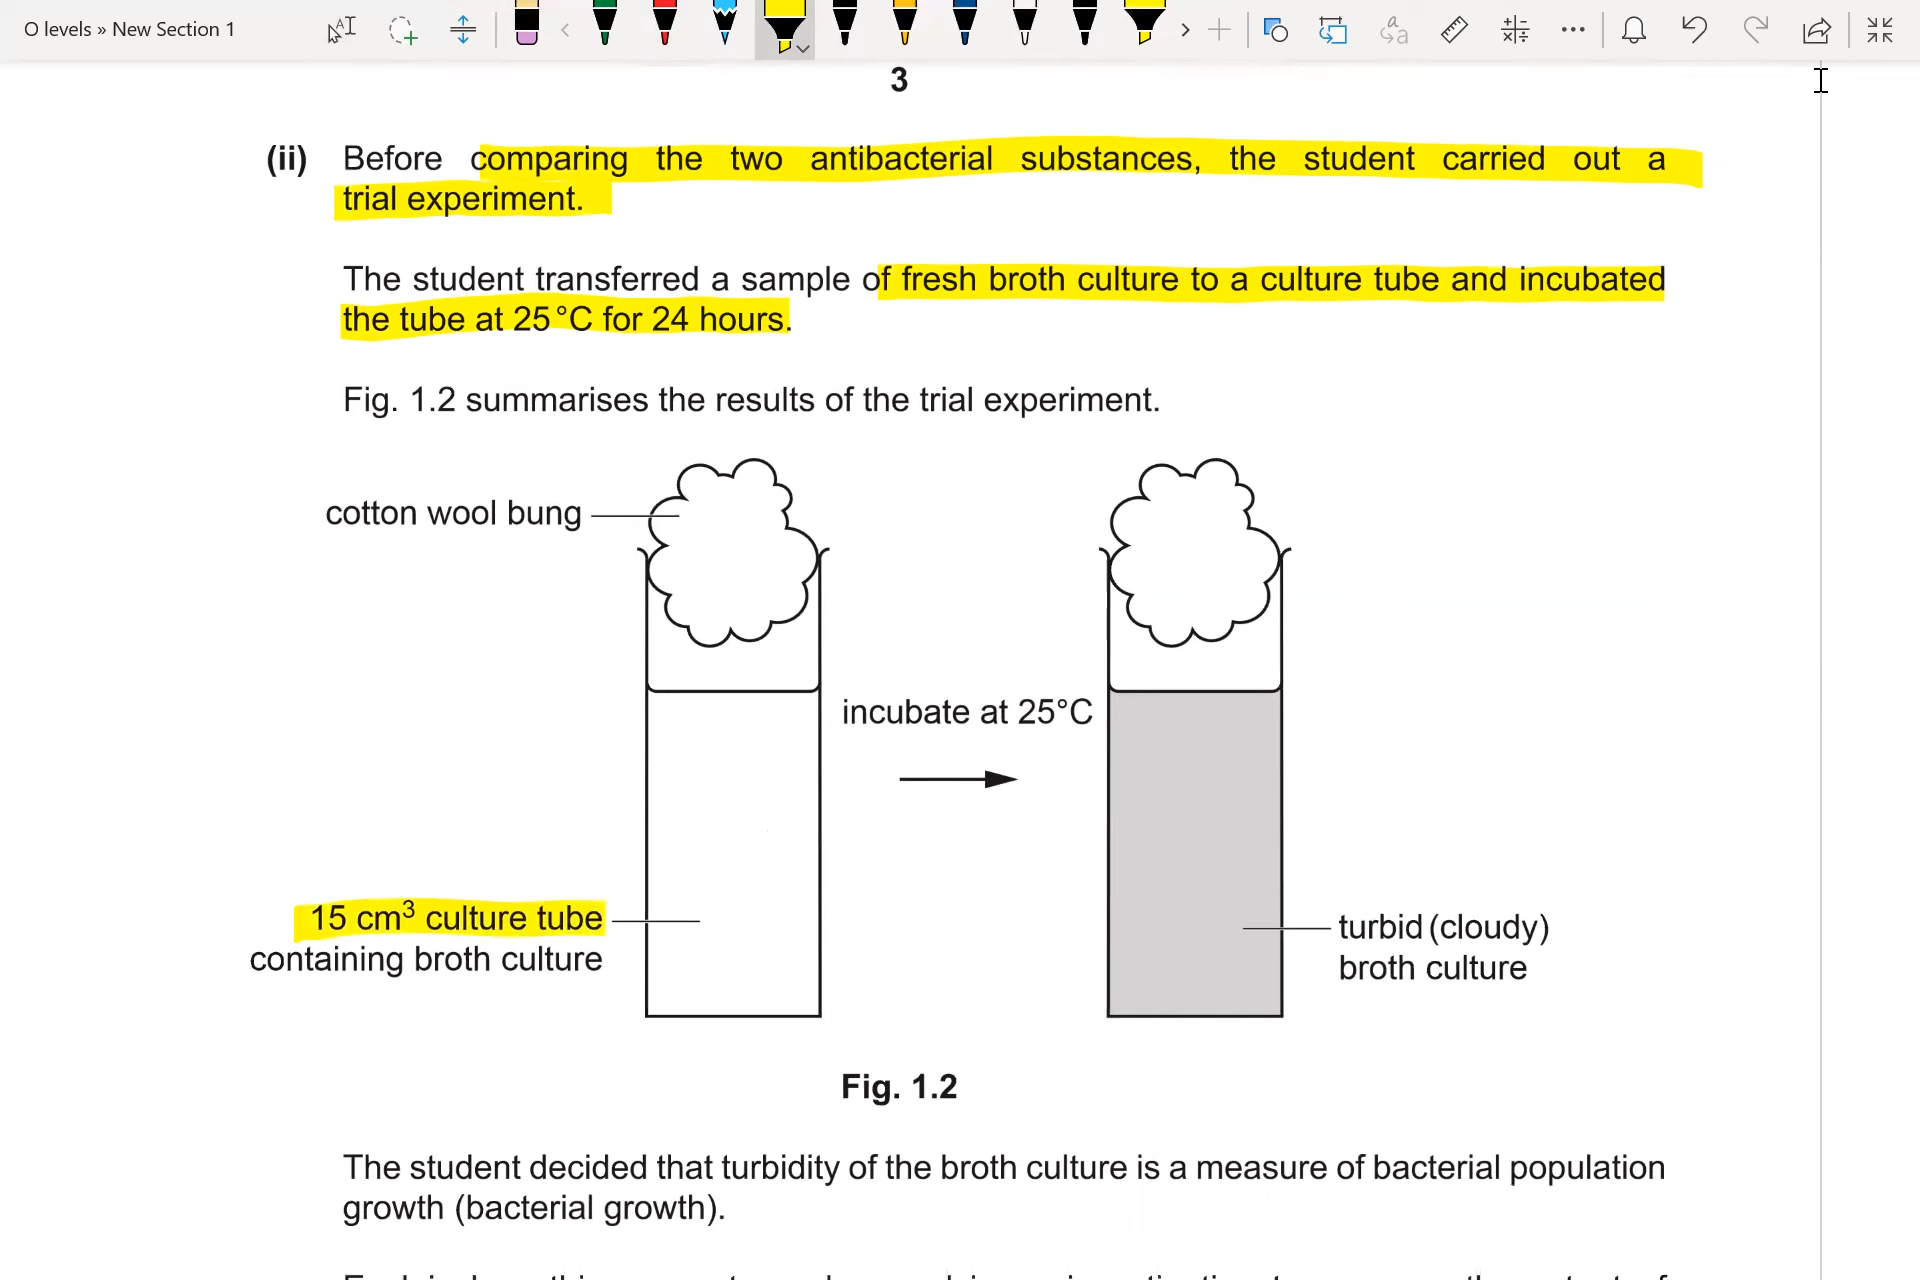 O levels » New Section 1
3
(ii) Before comparing the two antibacterial substances, the student carried out a
trial experiment.
The student transferred a sample of fresh broth culture to a culture tube and incubated
the tube at 25 °C for 24 hours.
Fig. 1.2 summarises the results of the trial experiment.
cotton wool bung
incubate at 25°C
15 cm³ culture tube
containing broth culture
turbid (cloudy)
broth culture
Fig. 1.2
The student decided that turbidity of the broth culture is a measure of bacterial population
growth (bacterial growth).